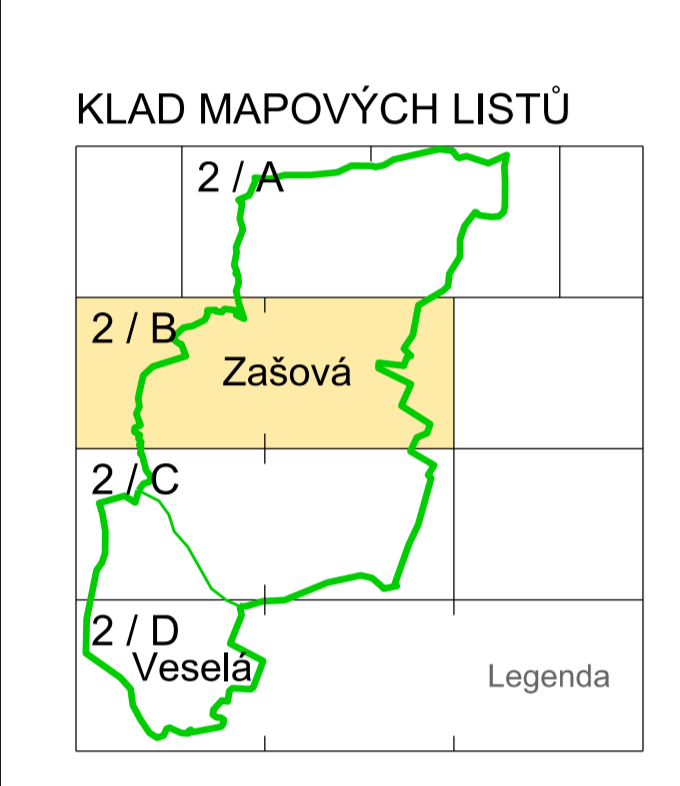 KLAD MAPOVÝCH LISTŮ
2 / A
2 / B
Zašová
2 / C
2 / D
Veselá
Legenda